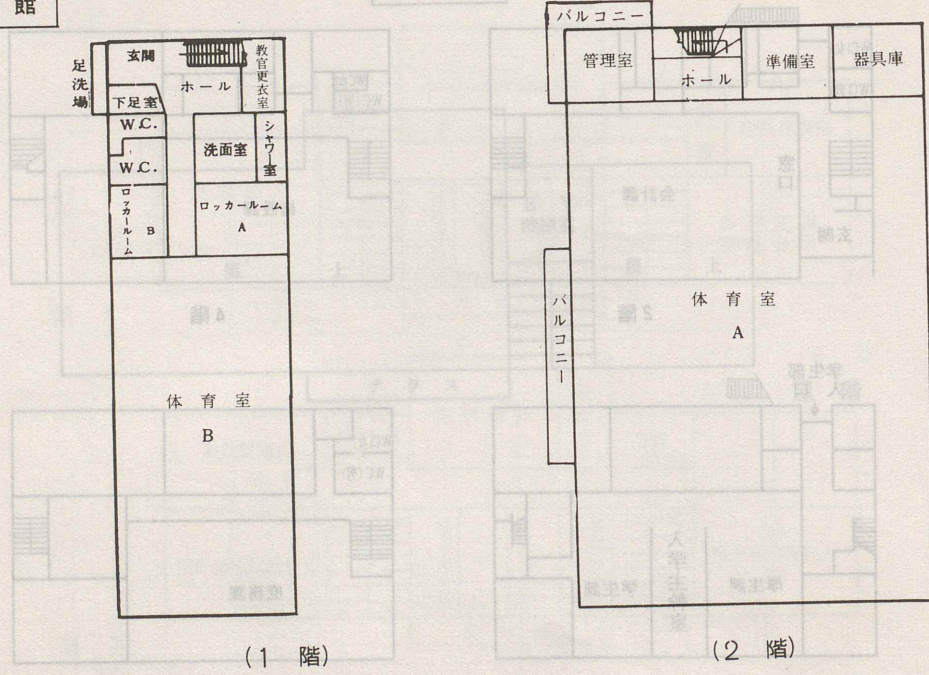 館
足洗場
玄関
下足室
ホール
教官更衣室
W.C.
W.C.
洗面室
シャワー室
ロッカールーム
B
ロッカールーム
A
体育室
B
(1 階)
バルコニー
管理室
ホール
準備室
器具庫
バルコニー
体育室
A
(2 階)